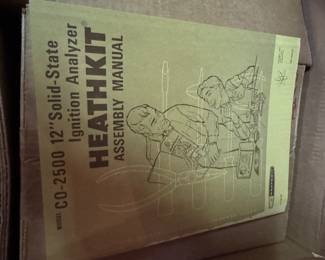 MODEL CO-2500 12" Solid-State
Ignition Analyzer
HEATHKIT
ASSEMBLY MANUAL